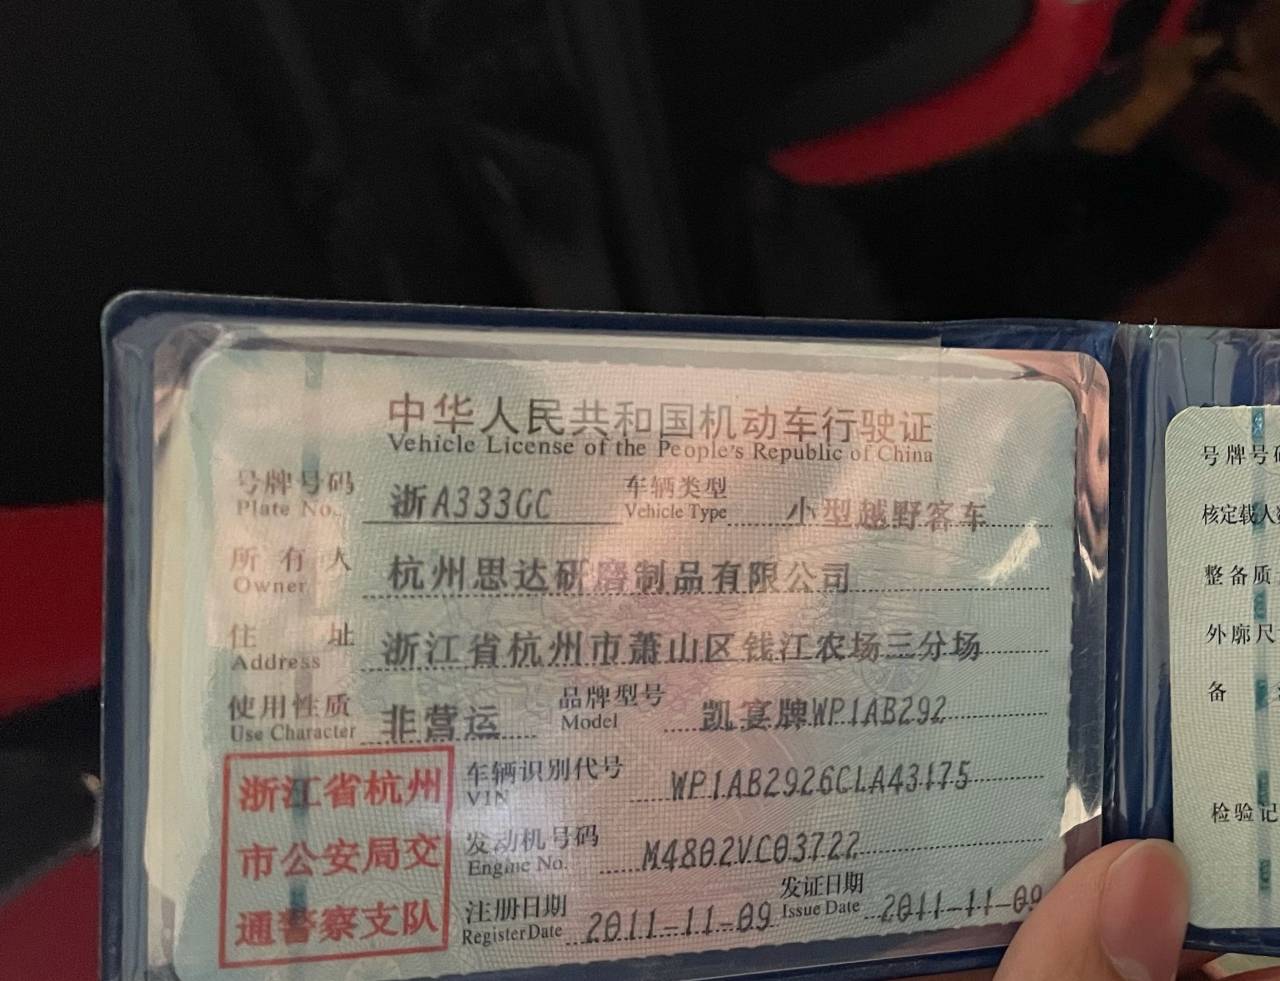 中华人民共和国机动车行驶证
Vehicle License of the People's Republic of China
号牌号码 浙A333GC 车辆类型 小型越野客车
Plate No. Vehicle Type
所有人 杭州思达研磨制品有限公司
Owner
住址 浙江省杭州市萧山区钱江农场三分场
Address
使用性质 非营运 品牌型号 凯宴牌WP1AB292
Use Character Model
浙江省杭州
市公安局交
通警察支队
车辆识别代号 WP1AB2926CLA43175
VIN
发动机号码 M4802VC03722
Engine No.
注册日期 2011-11-09 发证日期 2011-11-09
Register Date Issue Date
号牌号码
核定载人
整备质
外廓尺
备
检验记